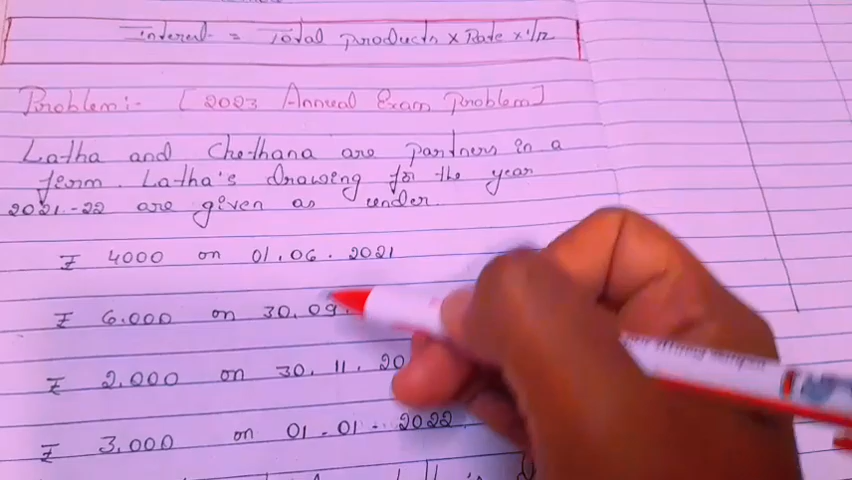 Interest = Total Products x Rate x 1/12
Problem:- [2023 Annual Exam Problem]
Latha and Chethana are partners in a
firm. Latha's drawing for the year
2021-22 are given as under.
₹ 4000 on 01.06.2021
₹ 6.000 on 30.09.
₹ 2.000 on 30.11.20
₹ 3.000 on 01.01.2022